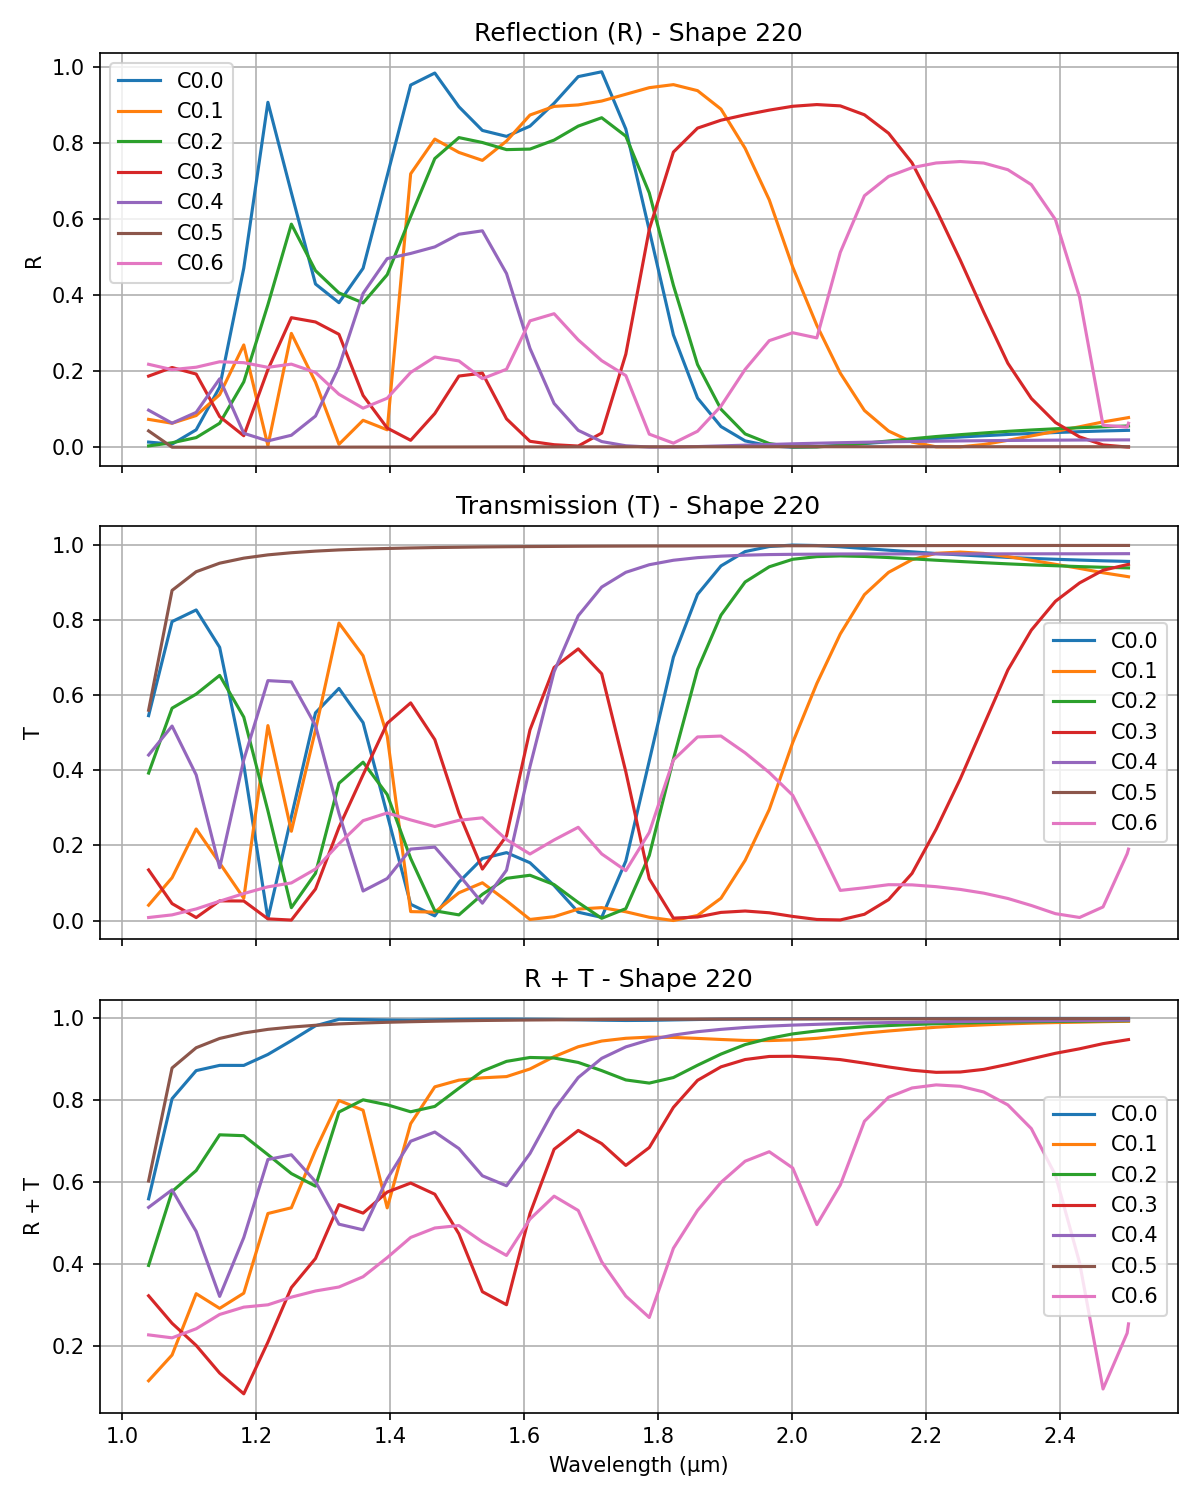 Reflection (R) - Shape 220
1.0
0.8
0.6
0.4
0.2
0.0
R
C0.0
C0.1
C0.2
C0.3
C0.4
C0.5
C0.6
Transmission (T) - Shape 220
1.0
0.8
0.6
0.4
0.2
0.0
T
C0.0
C0.1
C0.2
C0.3
C0.4
C0.5
C0.6
R + T - Shape 220
1.0
0.8
0.6
0.4
0.2
R + T
C0.0
C0.1
C0.2
C0.3
C0.4
C0.5
C0.6
1.0 1.2 1.4 1.6 1.8 2.0 2.2 2.4
Wavelength (μm)